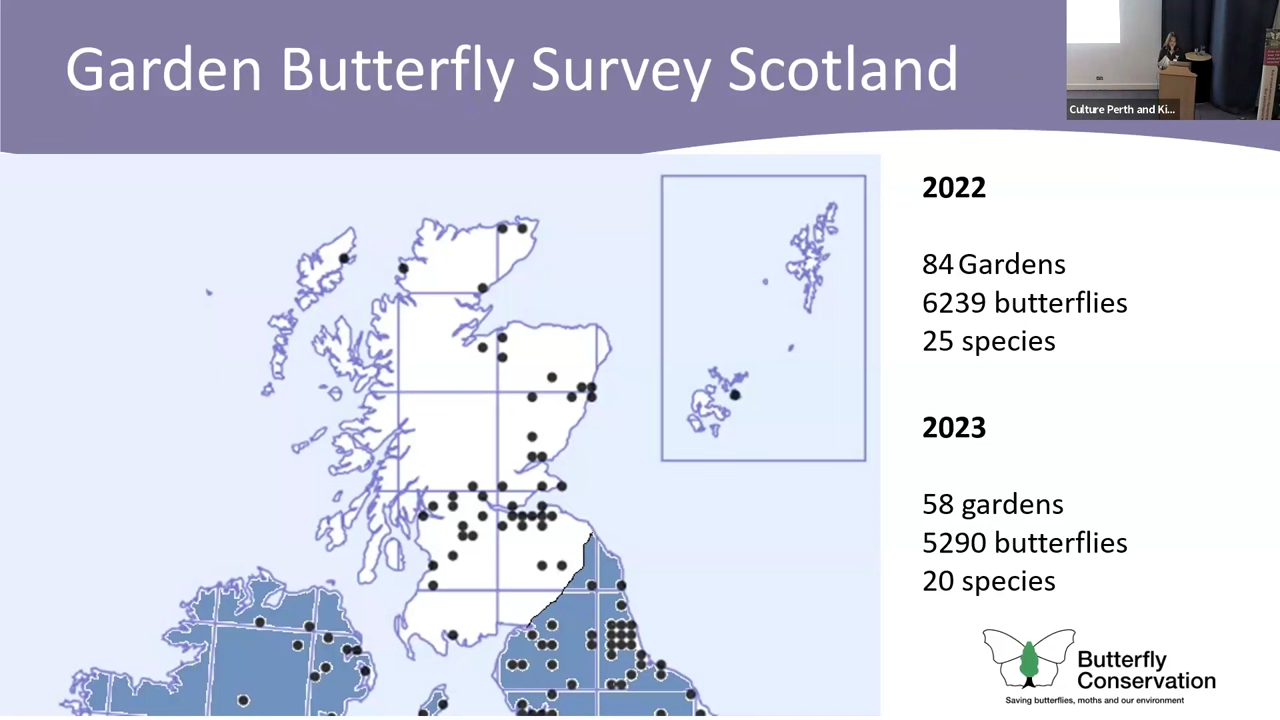 Garden Butterfly Survey Scotland
Culture Perth and Ki...
2022
84 Gardens
6239 butterflies
25 species
2023
58 gardens
5290 butterflies
20 species
Butterfly
Conservation
Saving butterflies, moths and our environment